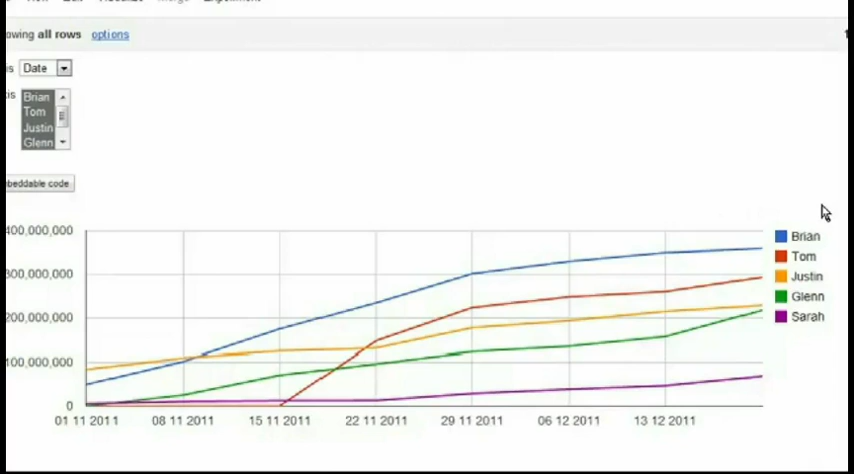 owing all rows options
is Date
is Brian
Tom
Justin
Glenn
beddable code
400,000,000
300,000,000
200,000,000
100,000,000
0
01 11 2011 08 11 2011 15 11 2011 22 11 2011 29 11 2011 06 12 2011 13 12 2011
Brian
Tom
Justin
Glenn
Sarah